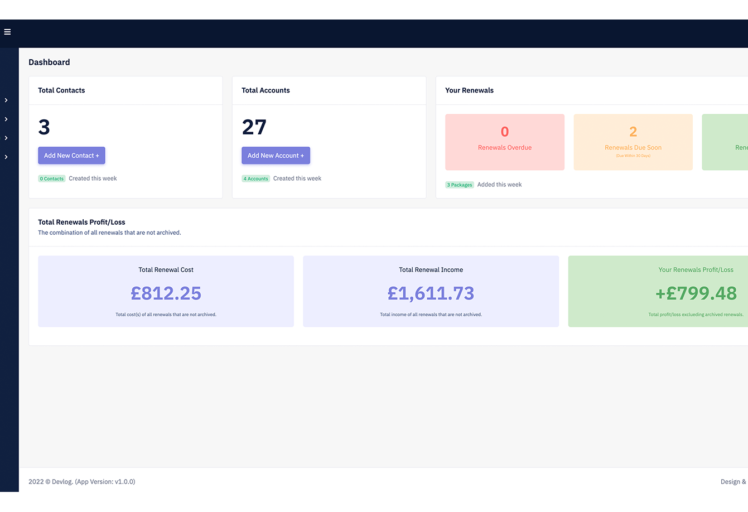 Dashboard
Total Contacts
3
Add New Contact +
0 Contacts Created this week
Total Accounts
27
Add New Account +
4 Accounts Created this week
Your Renewals
0
Renewals Overdue
2
Renewals Due Soon
3 Packages Added this week
Total Renewals Profit/Loss
The combination of all renewals that are not archived.
Total Renewal Cost
£812.25
Total cost(s) of all renewals that are not archived.
Total Renewal Income
£1,611.73
Total income of all renewals that are not archived.
Your Renewals Profit/Loss
+£799.48
Total profit/loss excluding archived renewals.
2022 © Devlog. (App Version: v1.0.0)
Design &